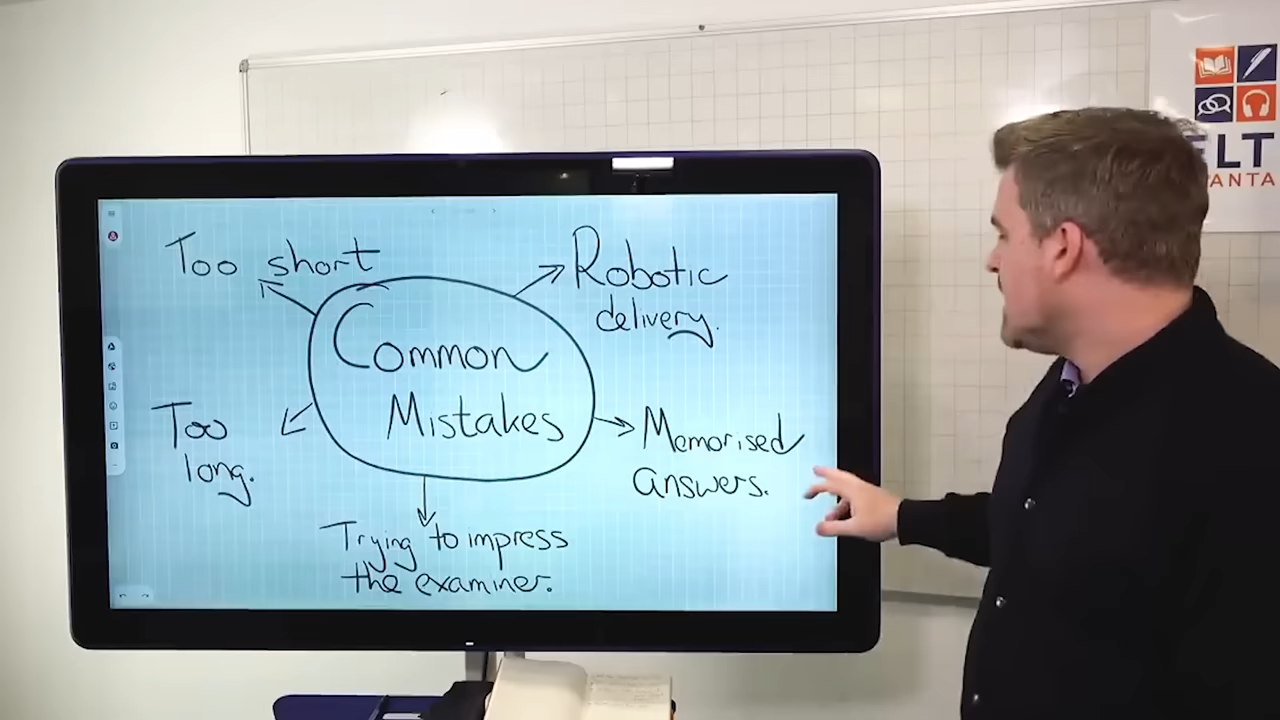 Too short
Robotic
delivery.
Common
Mistakes
Too
long.
Memorised
answers.
Trying to impress
the examiner.
ELT
ANTA